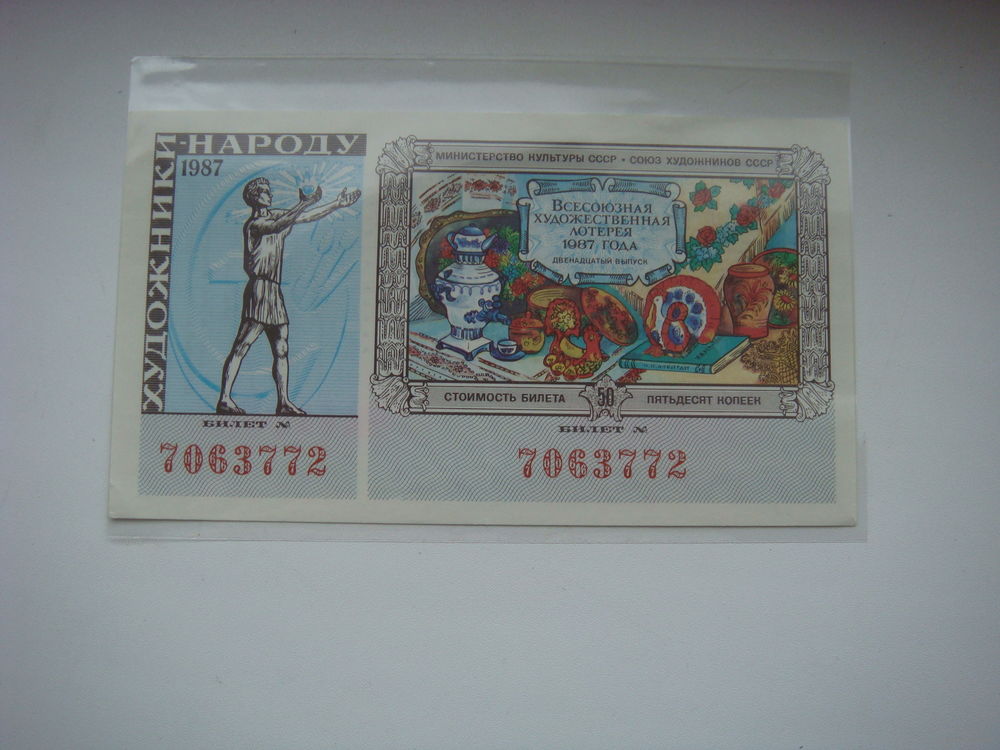 ХУДОЖНИКИ-НАРОДУ
1987
БИЛЕТ №
7063772
МИНИСТЕРСТВО КУЛЬТУРЫ СССР • СОЮЗ ХУДОЖНИКОВ СССР
ВСЕСОЮЗНАЯ
ХУДОЖЕСТВЕННАЯ
ЛОТЕРЕЯ
1987 ГОДА
ДВЕНАДЦАТЫЙ ВЫПУСК
СТОИМОСТЬ БИЛЕТА 50 ПЯТЬДЕСЯТ КОПЕЕК
БИЛЕТ №
7063772